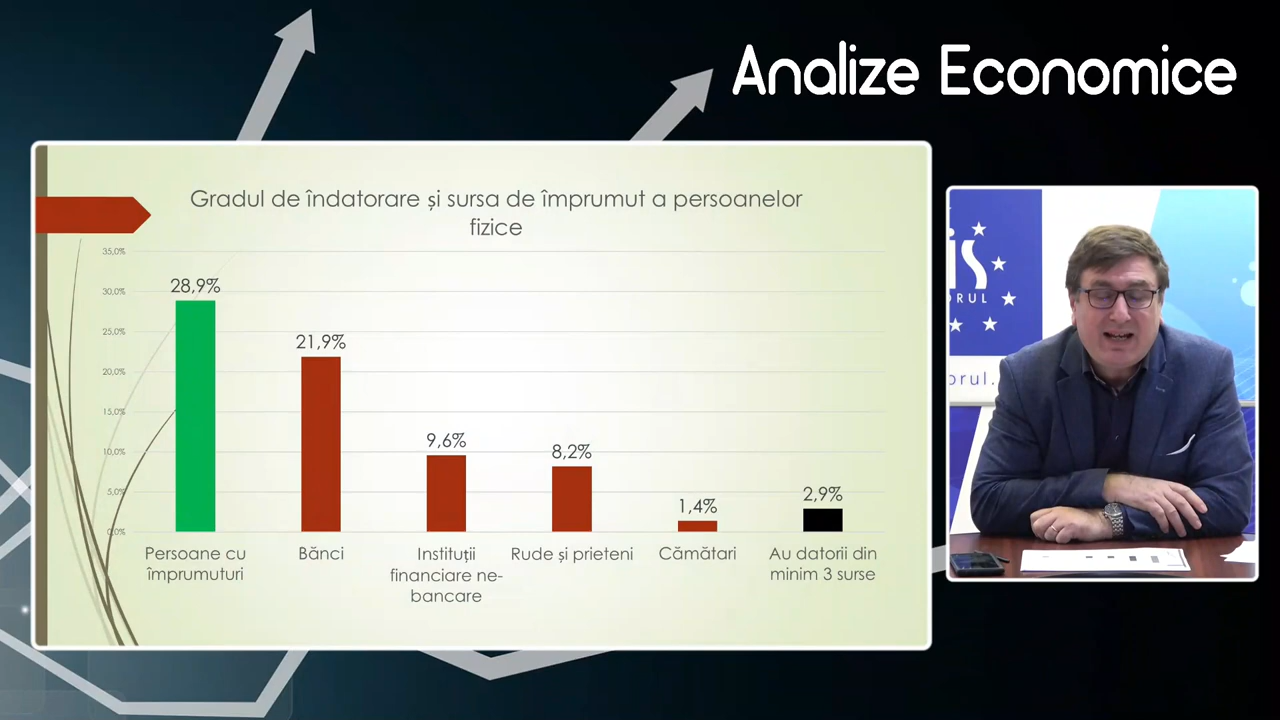 Analize Economice
Gradul de îndatorare și sursa de împrumut a persoanelor
fizice
35,0%
30,0%
25,0%
20,0%
15,0%
10,0%
5,0%
0,0%
28,9%
21,9%
9,6%
8,2%
1,4%
2,9%
Persoane cu
împrumuturi
Bănci
Instituții
financiare ne-
bancare
Rude și prieteni
Cămătari
Au datorii din
minim 3 surse